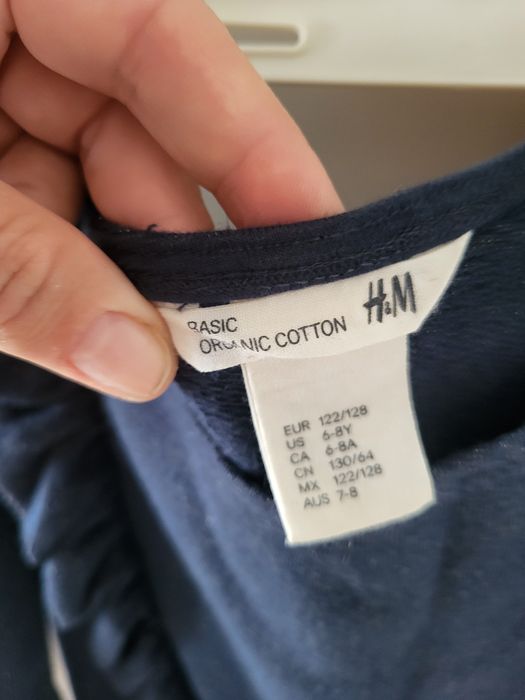 BASIC
ORGANIC COTTON
H&M
EUR 122/128
US 6-8Y
CA 6-8A
CN 130/64
MX 122/128
AUS 7-8